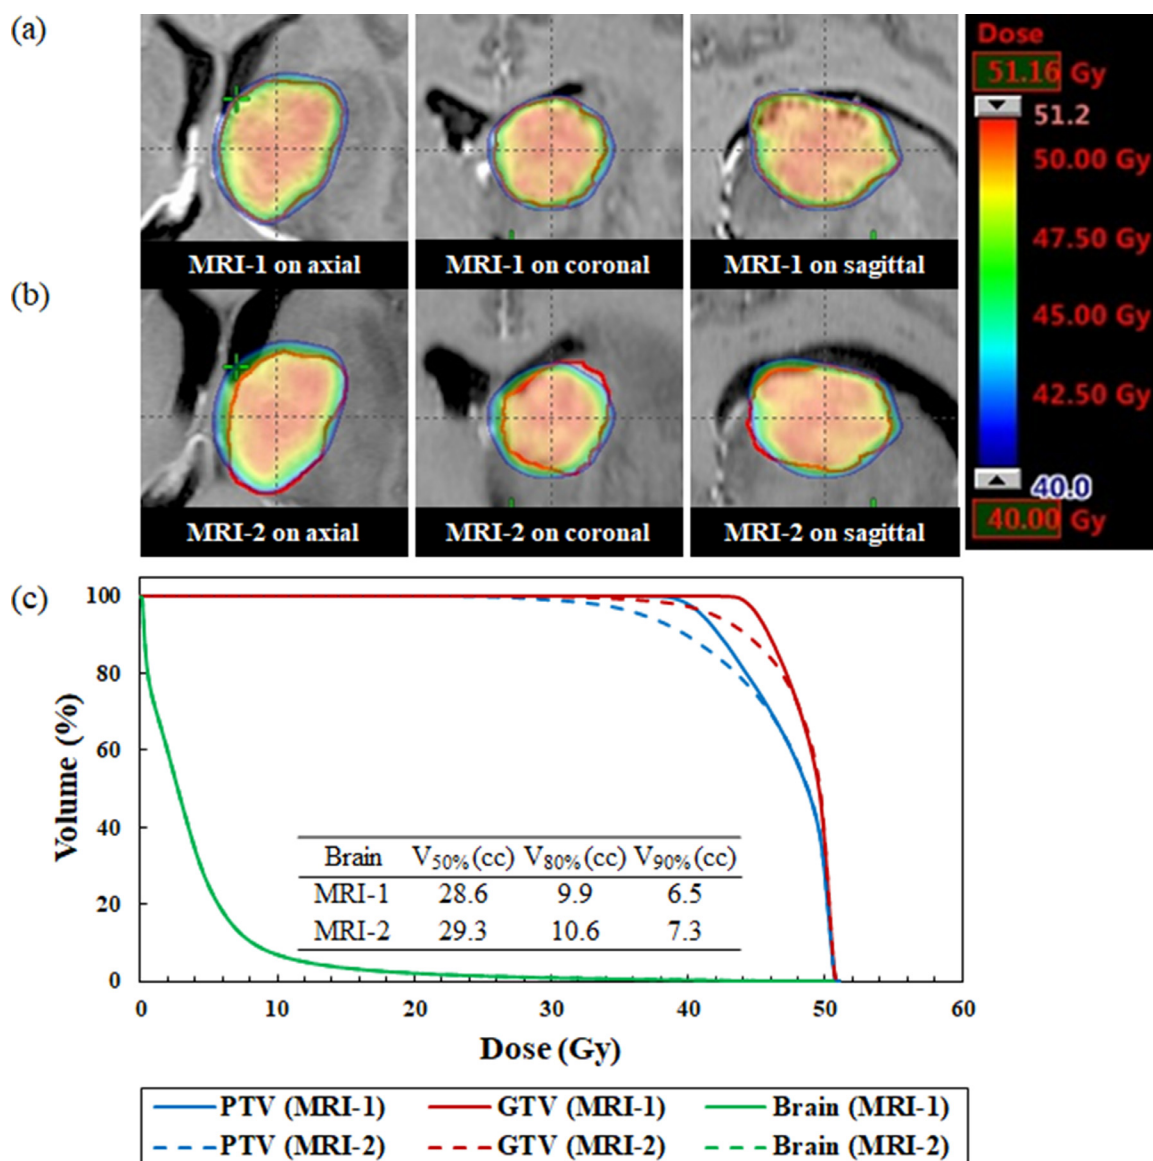 (a)
MRI-1 on axial
MRI-1 on coronal
MRI-1 on sagittal
Dose
51.16 Gy
51.2
50.00 Gy
47.50 Gy
45.00 Gy
42.50 Gy
40.0
40.00 Gy
(b)
MRI-2 on axial
MRI-2 on coronal
MRI-2 on sagittal
(c)
Volume (%)
100
80
60
40
20
0
Brain V50% (cc) V80% (cc) V90% (cc)
MRI-1 28.6 9.9 6.5
MRI-2 29.3 10.6 7.3
0 10 20 30 40 50 60
Dose (Gy)
PTV (MRI-1) GTV (MRI-1) Brain (MRI-1)
PTV (MRI-2) GTV (MRI-2) Brain (MRI-2)